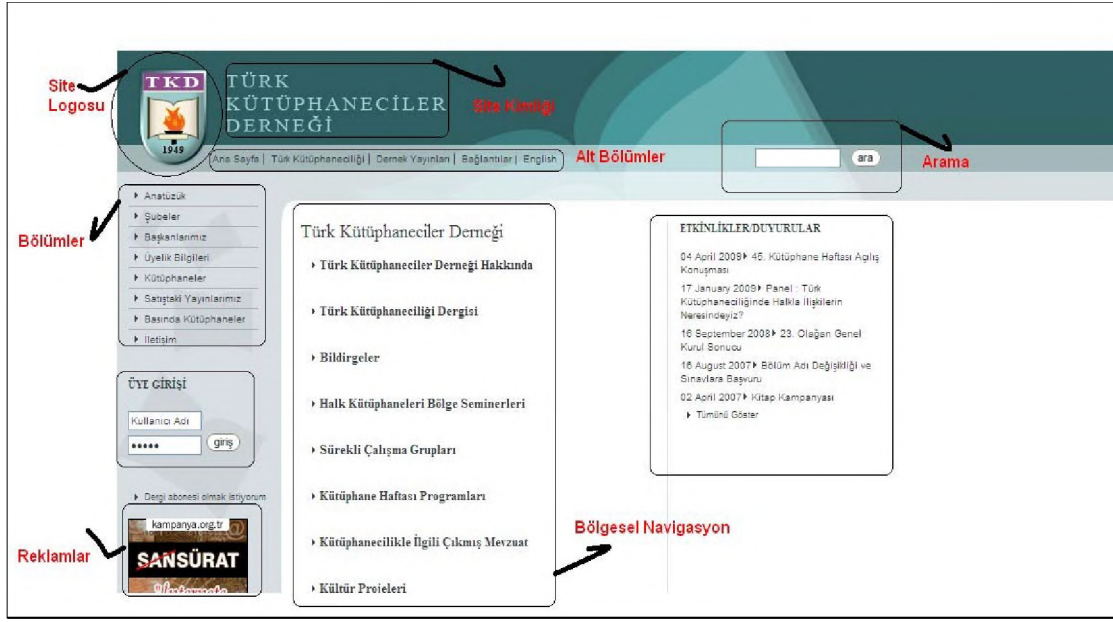 Site
Logosu
TKD
1949
TÜRK
KÜTÜPHANECİLER
DERNEĞİ
Site Kimliği
Ana Sayfa | Türk Kütüphaneciliği | Dernek Yayınları | Bağlantılar | English
Alt Bölümler
ara
Arama
Bölümler
Anatüzük
Şubeler
Başkanlarımız
Üyelik Bilgileri
Kütüphaneler
Satıştaki Yayınlarımız
Basında Kütüphaneler
İletişim
ÜYE GİRİŞİ
Kullanıcı Adı
•••••
giriş
Dergi abonesi olmak istiyorum
Reklamlar
kampanya.org.tr
SANSÜRAT
Türk Kütüphaneciler Derneği
Türk Kütüphaneciler Derneği Hakkında
Türk Kütüphaneciliği Dergisi
Bildirgeler
Halk Kütüphaneleri Bölge Seminerleri
Sürekli Çalışma Grupları
Kütüphane Haftası Programları
Kütüphanecilikle İlgili Çıkmış Mevzuat
Kültür Projeleri
Bölgesel Navigasyon
ETKİNLİKLER/DUYURULAR
04 April 2009 45. Kütüphane Haftası Açılış
Konuşması
17 January 2009 Panel : Türk
Kütüphaneciliğinde Halkla İlişkilerin
Neresindeyiz?
16 September 2008 23. Olağan Genel
Kurul Sonucu
16 August 2007 Bölüm Adı Değişikliği ve
Sınavlara Başvuru
02 April 2007 Kitap Kampanyası
Tümünü Göster